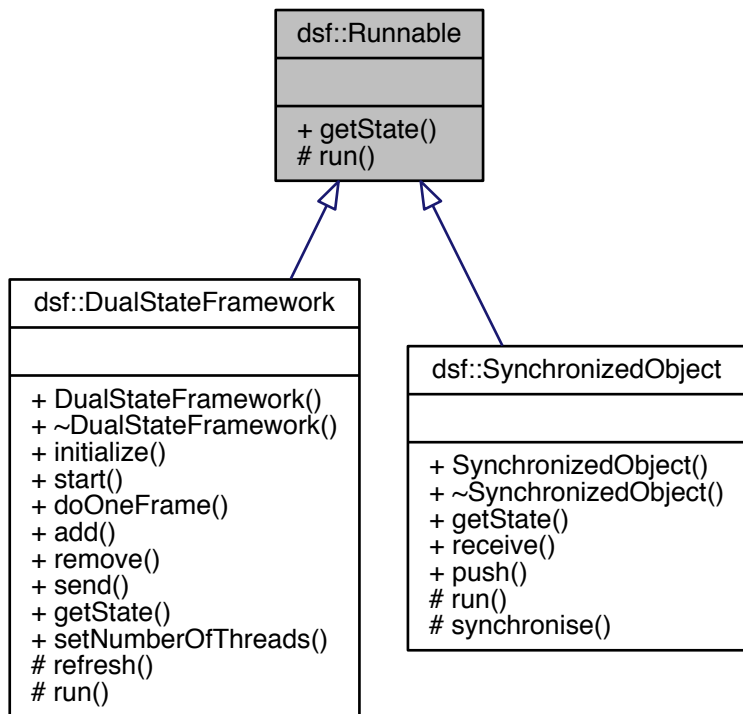 dsf::Runnable
+ getState()
# run()
dsf::DualStateFramework
+ DualStateFramework()
+ ~DualStateFramework()
+ initialize()
+ start()
+ doOneFrame()
+ add()
+ remove()
+ send()
+ getState()
+ setNumberOfThreads()
# refresh()
# run()
dsf::SynchronizedObject
+ SynchronizedObject()
+ ~SynchronizedObject()
+ getState()
+ receive()
+ push()
# run()
# synchronise()